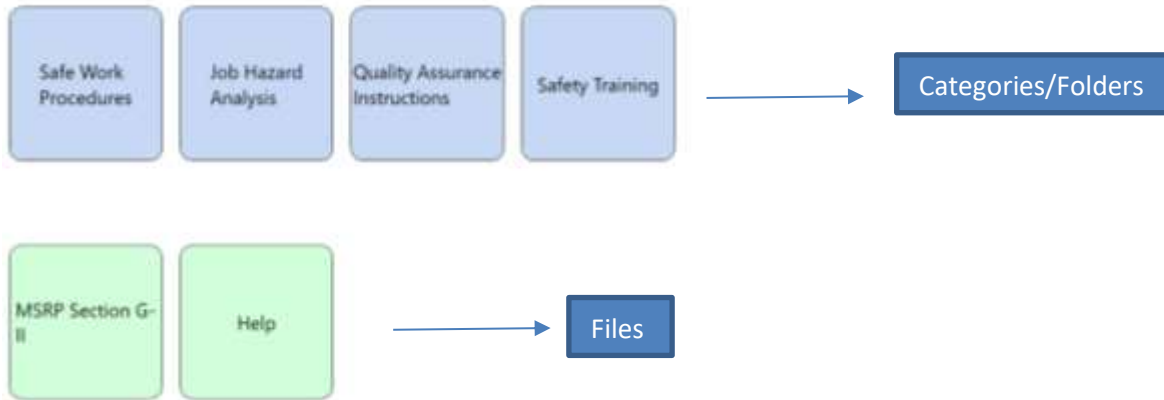 Safe Work
Procedures
Job Hazard
Analysis
Quality Assurance
Instructions
Safety Training
Categories/Folders
MSRP Section G-
II
Help
Files